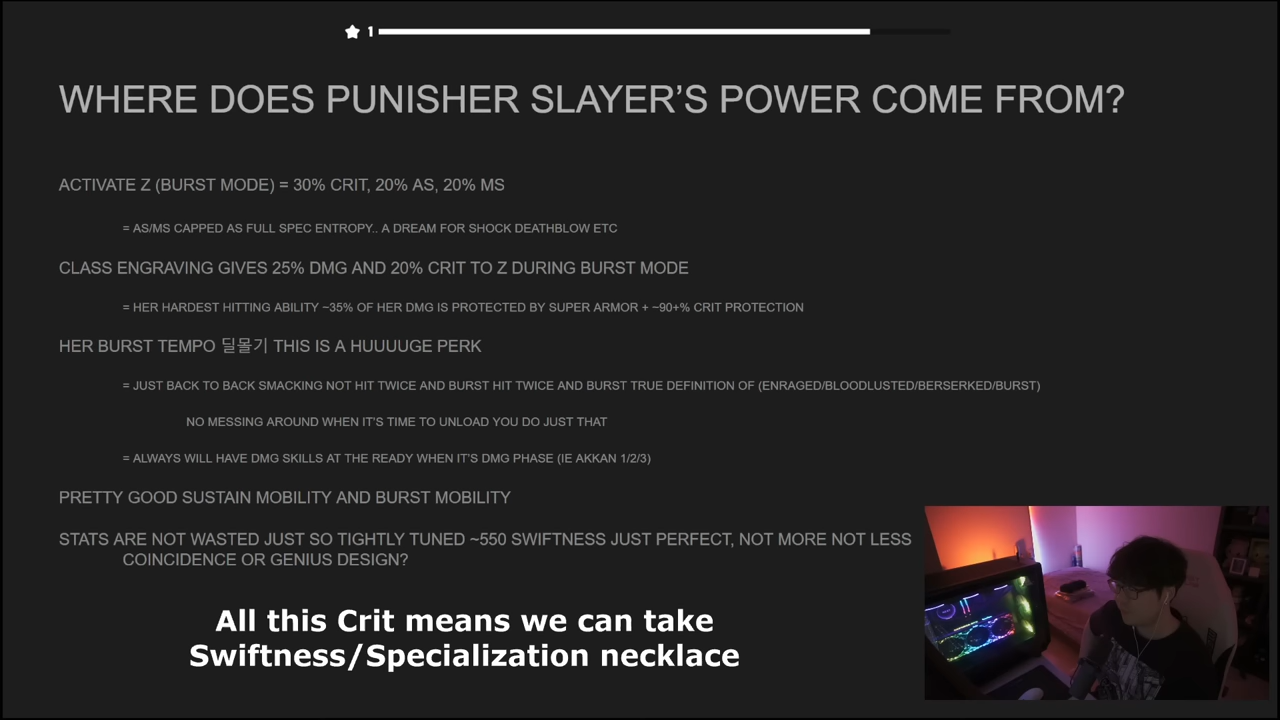 1
WHERE DOES PUNISHER SLAYER'S POWER COME FROM?
ACTIVATE Z (BURST MODE) = 30% CRIT, 20% AS, 20% MS
= AS/MS CAPPED AS FULL SPEC ENTROPY.. A DREAM FOR SHOCK DEATHBLOW ETC
CLASS ENGRAVING GIVES 25% DMG AND 20% CRIT TO Z DURING BURST MODE
= HER HARDEST HITTING ABILITY ~35% OF HER DMG IS PROTECTED BY SUPER ARMOR + ~90+% CRIT PROTECTION
HER BURST TEMPO 딜몰기 THIS IS A HUUUUGE PERK
= JUST BACK TO BACK SMACKING NOT HIT TWICE AND BURST HIT TWICE AND BURST TRUE DEFINITION OF (ENRAGED/BLOODLUSTED/BERSERKED/BURST)
NO MESSING AROUND WHEN IT'S TIME TO UNLOAD YOU DO JUST THAT
= ALWAYS WILL HAVE DMG SKILLS AT THE READY WHEN IT'S DMG PHASE (IE AKKAN 1/2/3)
PRETTY GOOD SUSTAIN MOBILITY AND BURST MOBILITY
STATS ARE NOT WASTED JUST SO TIGHTLY TUNED ~550 SWIFTNESS JUST PERFECT, NOT MORE NOT LESS
COINCIDENCE OR GENIUS DESIGN?
All this Crit means we can take
Swiftness/Specialization necklace